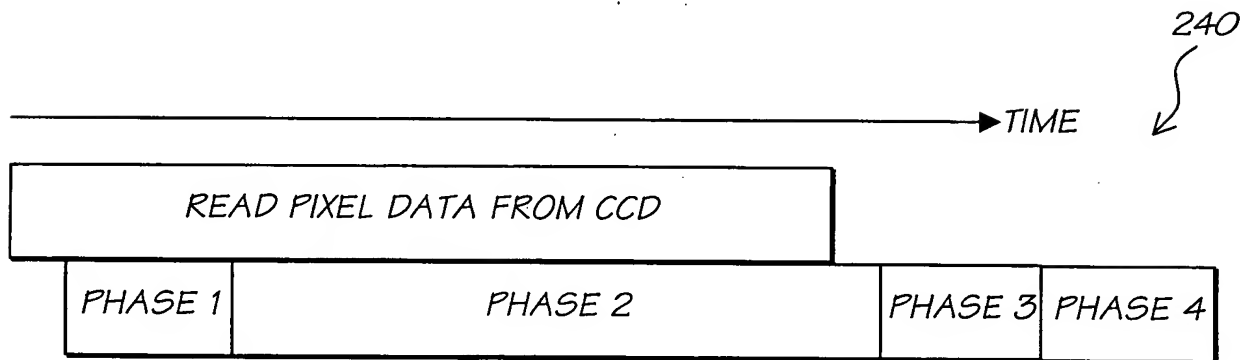 240
TIME
READ PIXEL DATA FROM CCD
PHASE 1 PHASE 2 PHASE 3 PHASE 4